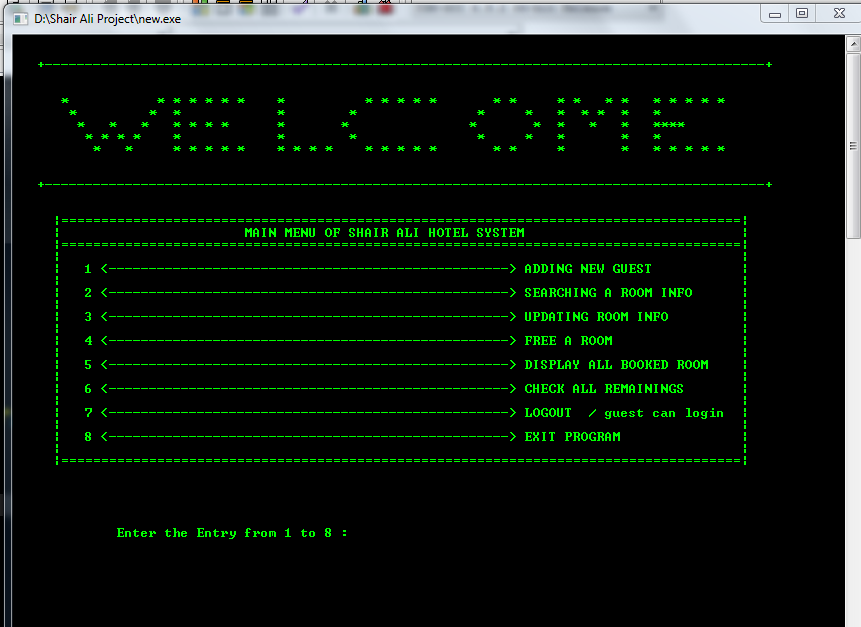 D:\Shair Ali Project\new.exe
WELCOME
MAIN MENU OF SHAIR ALI HOTEL SYSTEM
1 <--------------------------------------------------> ADDING NEW GUEST
2 <--------------------------------------------------> SEARCHING A ROOM INFO
3 <--------------------------------------------------> UPDATING ROOM INFO
4 <--------------------------------------------------> FREE A ROOM
5 <--------------------------------------------------> DISPLAY ALL BOOKED ROOM
6 <--------------------------------------------------> CHECK ALL REMAININGS
7 <--------------------------------------------------> LOGOUT / guest can login
8 <--------------------------------------------------> EXIT PROGRAM
Enter the Entry from 1 to 8 :